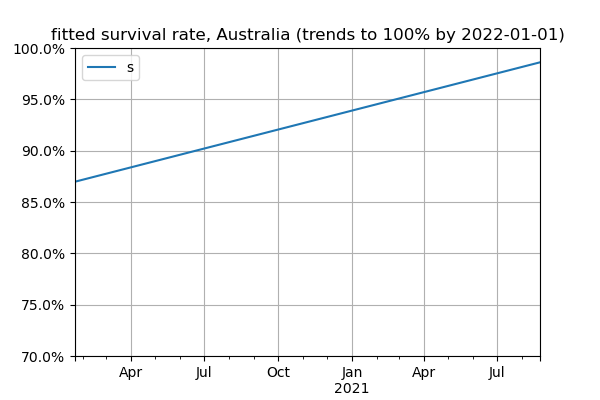 fitted survival rate, Australia (trends to 100% by 2022-01-01)
100.0%
s
95.0%
90.0%
85.0%
80.0%
75.0%
70.0%
Apr Jul Oct Jan Apr Jul
2021